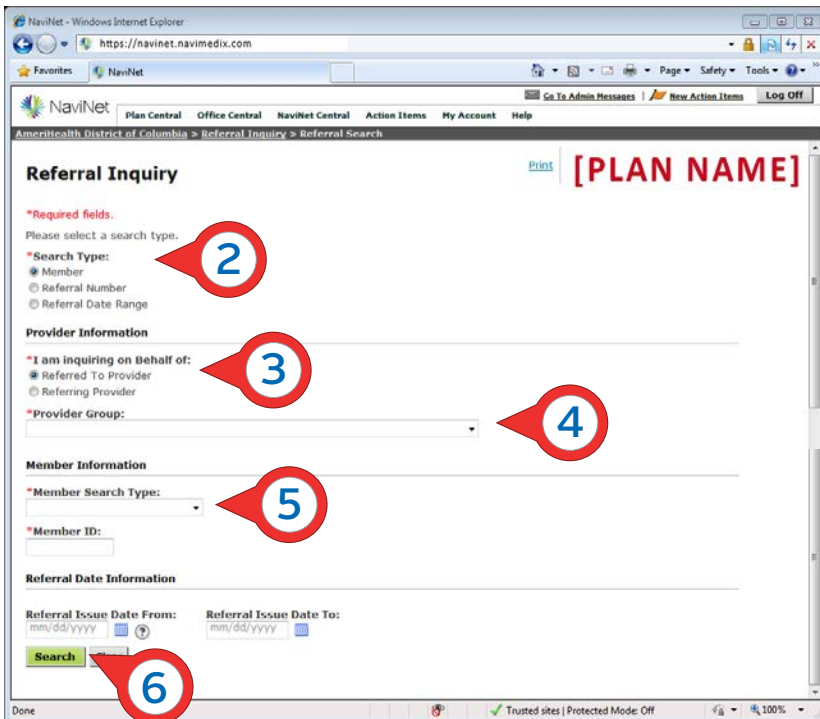 NaviNet - Windows Internet Explorer
https://navinet.navimedix.com
Favorites NaviNet Page Safety Tools
Go To Admin Messages | New Action Items Log Off
NaviNet Plan Central Office Central NaviNet Central Action Items My Account Help
AmeriHealth District of Columbia > Referral Inquiry > Referral Search
Referral Inquiry Print [PLAN NAME]
*Required fields.
Please select a search type.
*Search Type: 2
Member
Referral Number
Referral Date Range
Provider Information
*I am inquiring on Behalf of: 3
Referred To Provider
Referring Provider
*Provider Group: 4
Member Information
*Member Search Type: 5
*Member ID:
Referral Date Information
Referral Issue Date From: Referral Issue Date To:
mm/dd/yyyy ? mm/dd/yyyy
Search
6
Done Trusted sites | Protected Mode: Off 100%